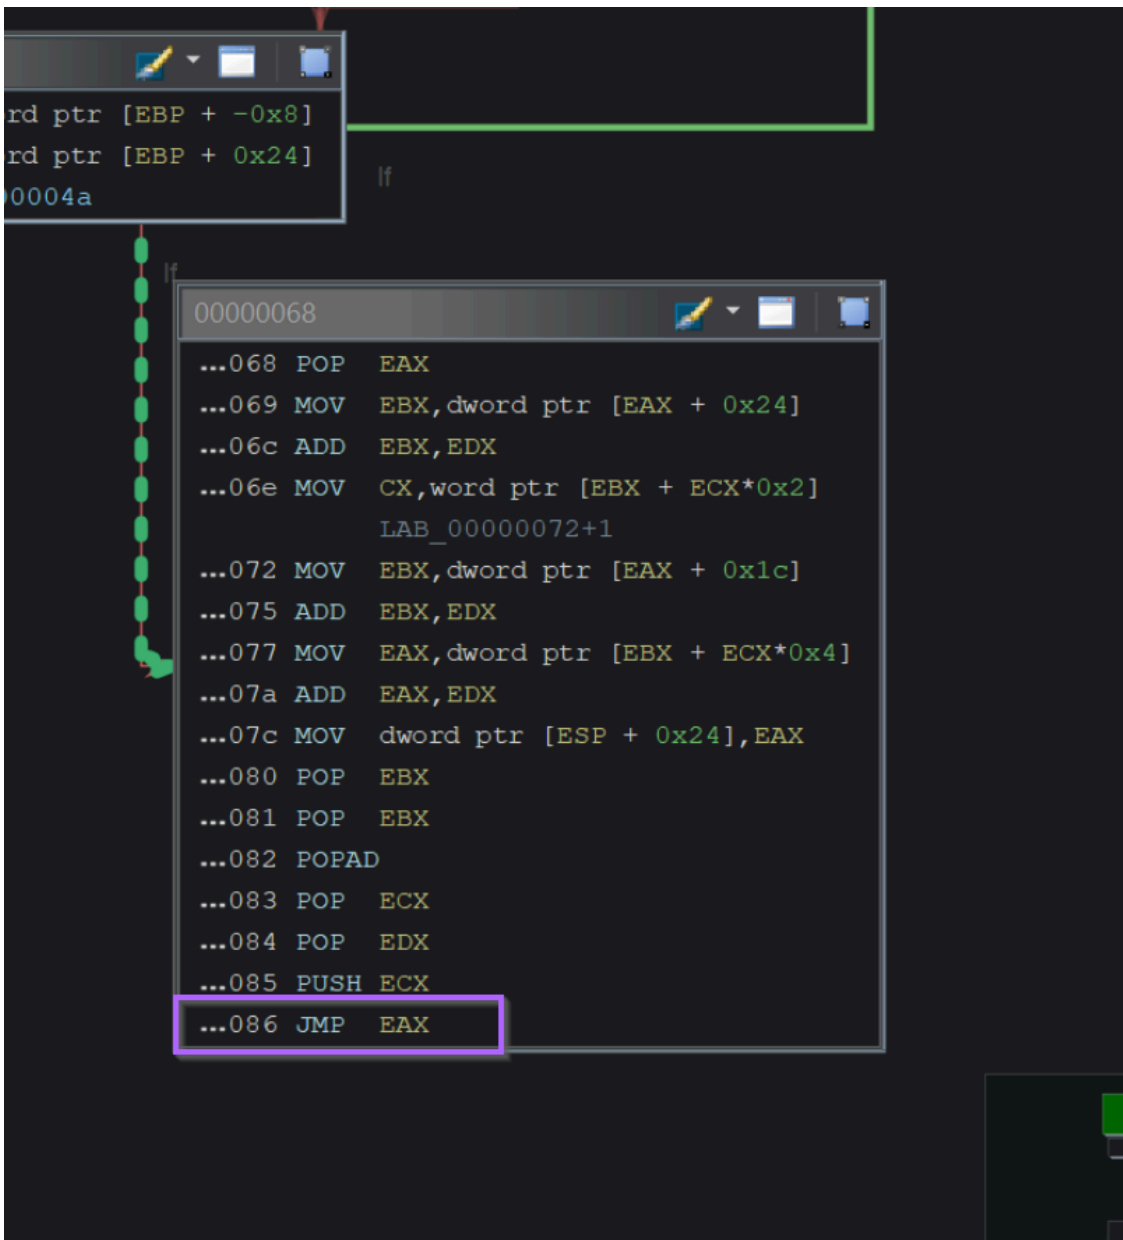 rd ptr [EBP + -0x8]
rd ptr [EBP + 0x24]
00004a
If
If
00000068
...068 POP EAX
...069 MOV EBX,dword ptr [EAX + 0x24]
...06c ADD EBX,EDX
...06e MOV CX,word ptr [EBX + ECX*0x2]
LAB_00000072+1
...072 MOV EBX,dword ptr [EAX + 0x1c]
...075 ADD EBX,EDX
...077 MOV EAX,dword ptr [EBX + ECX*0x4]
...07a ADD EAX,EDX
...07c MOV dword ptr [ESP + 0x24],EAX
...080 POP EBX
...081 POP EBX
...082 POPAD
...083 POP ECX
...084 POP EDX
...085 PUSH ECX
...086 JMP EAX